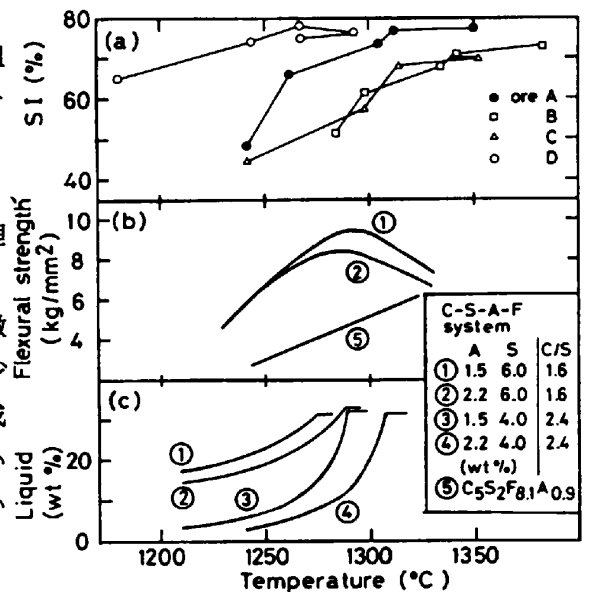 (a)
SI (%)
80
60
40
● ore A
□ B
△ C
○ D
(b)
Flexural strength
(kg/mm²)
10
8
6
4
①
②
⑤
C-S-A-F
system
A S C/S
① 1.5 6.0 1.6
② 2.2 6.0 1.6
③ 1.5 4.0 2.4
④ 2.2 4.0 2.4
(wt %)
⑤ C₅S₂F₈.₁A₀.₉
(c)
Liquid
(wt %)
20
0
①
②
③
④
1200 1250 1300 1350
Temperature (°C)